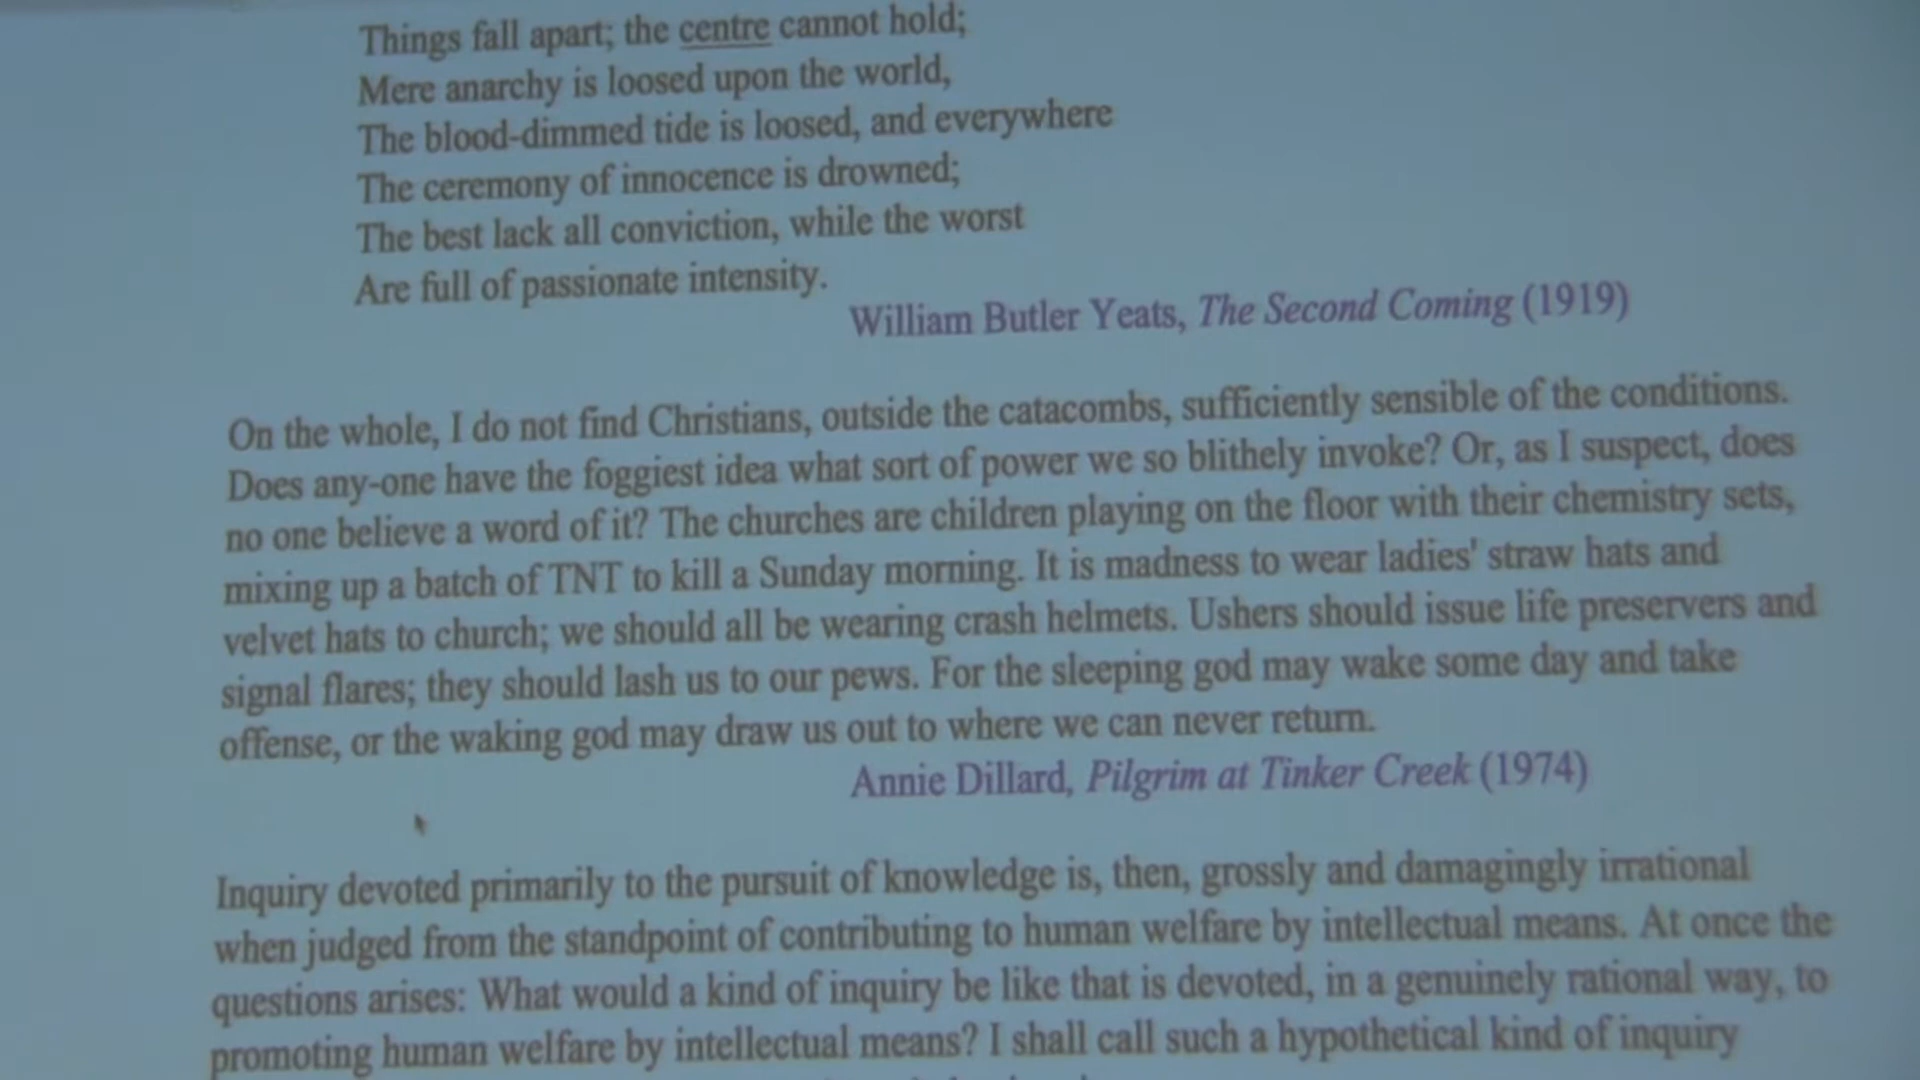 Things fall apart; the centre cannot hold;
Mere anarchy is loosed upon the world,
The blood-dimmed tide is loosed, and everywhere
The ceremony of innocence is drowned;
The best lack all conviction, while the worst
Are full of passionate intensity.
William Butler Yeats, The Second Coming (1919)
On the whole, I do not find Christians, outside the catacombs, sufficiently sensible of the conditions.
Does any-one have the foggiest idea what sort of power we so blithely invoke? Or, as I suspect, does
no one believe a word of it? The churches are children playing on the floor with their chemistry sets,
mixing up a batch of TNT to kill a Sunday morning. It is madness to wear ladies' straw hats and
velvet hats to church; we should all be wearing crash helmets. Ushers should issue life preservers and
signal flares; they should lash us to our pews. For the sleeping god may wake some day and take
offense, or the waking god may draw us out to where we can never return.
Annie Dillard, Pilgrim at Tinker Creek (1974)
Inquiry devoted primarily to the pursuit of knowledge is, then, grossly and damagingly irrational
when judged from the standpoint of contributing to human welfare by intellectual means. At once the
questions arises: What would a kind of inquiry be like that is devoted, in a genuinely rational way, to
promoting human welfare by intellectual means? I shall call such a hypothetical kind of inquiry